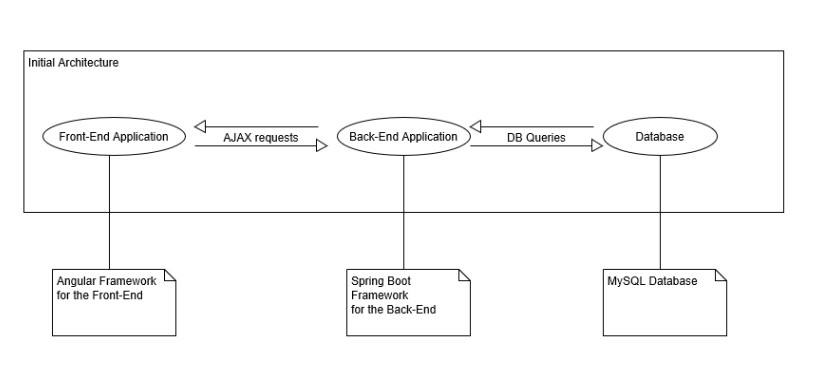 Initial Architecture
Front-End Application
AJAX requests
Back-End Application
DB Queries
Database
Angular Framework
for the Front-End
Spring Boot
Framework
for the Back-End
MySQL Database